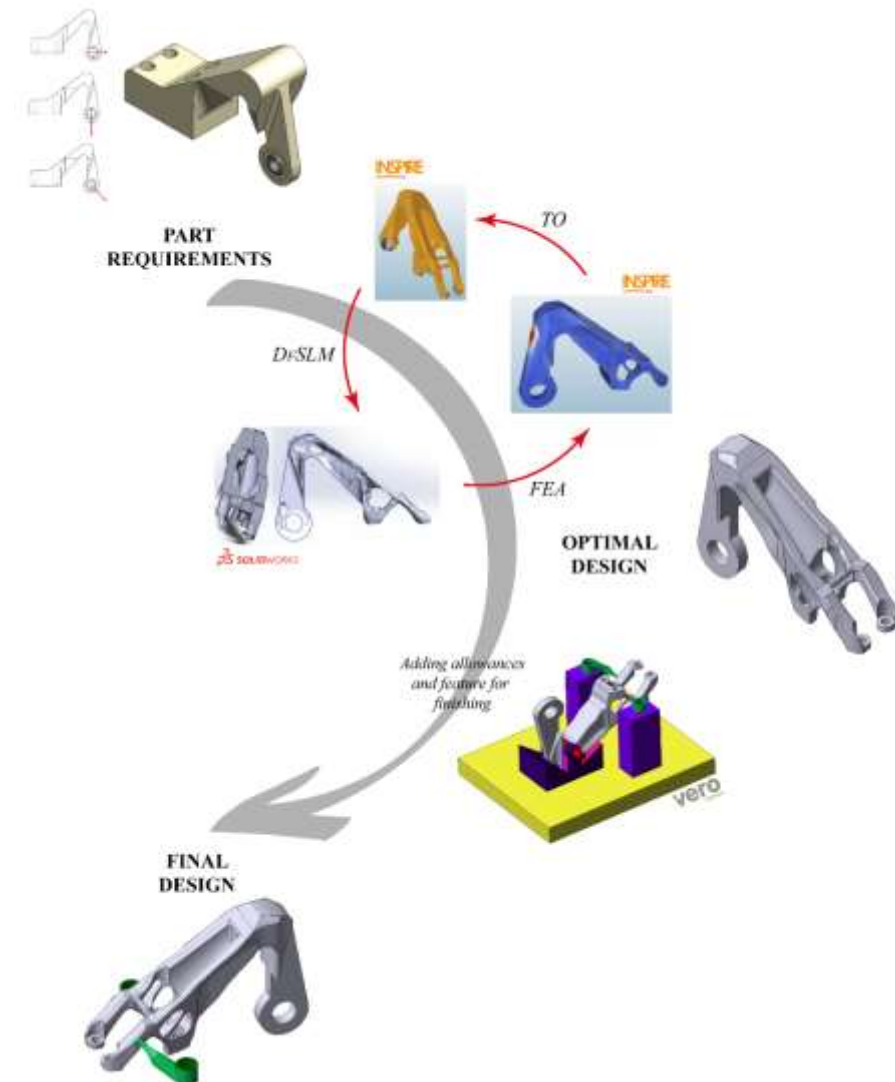 INSPIRE
TO
PART
REQUIREMENTS
INSPIRE
DFSLM
FEA
SOLIDWORKS
OPTIMAL
DESIGN
Adding allowances
and feature for
finishing
vero
FINAL
DESIGN